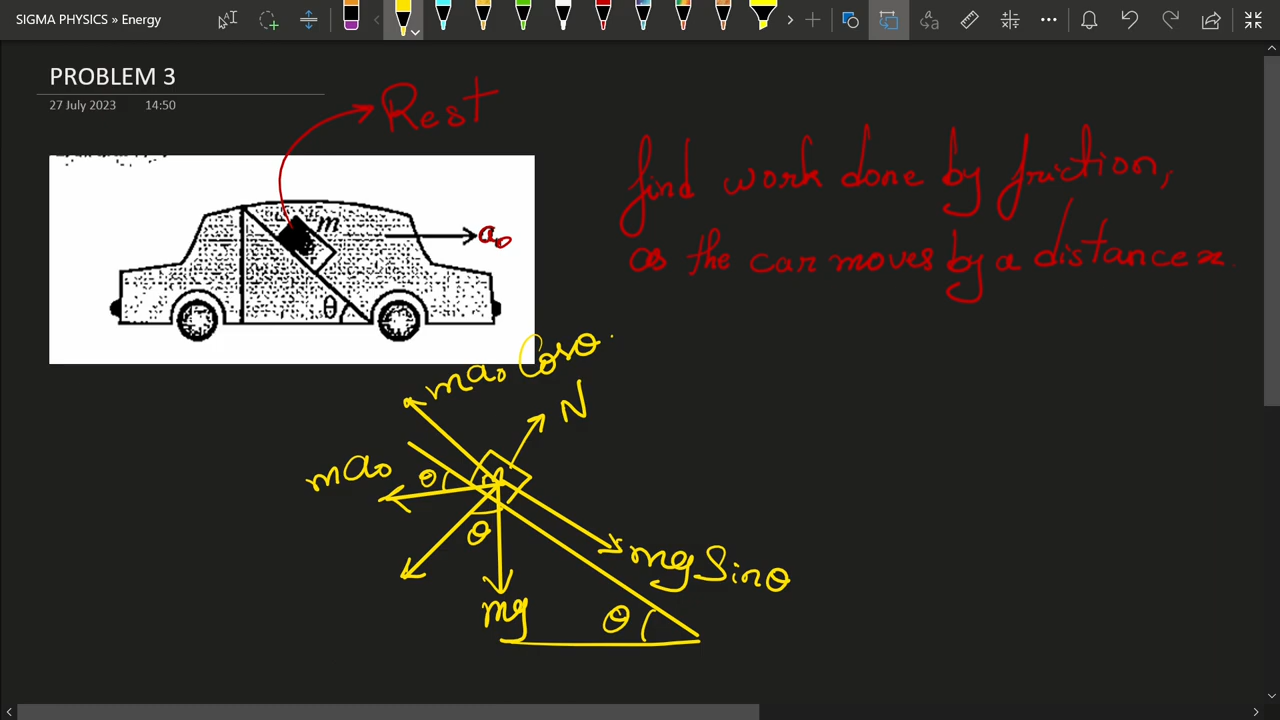 SIGMA PHYSICS » Energy
PROBLEM 3
27 July 2023 14:50
Rest
find work done by friction,
as the car moves by a distance x.
m
a₀
θ
ma₀ Cosθ
N
ma₀
θ
m
θ
mg Sinθ
mg
θ